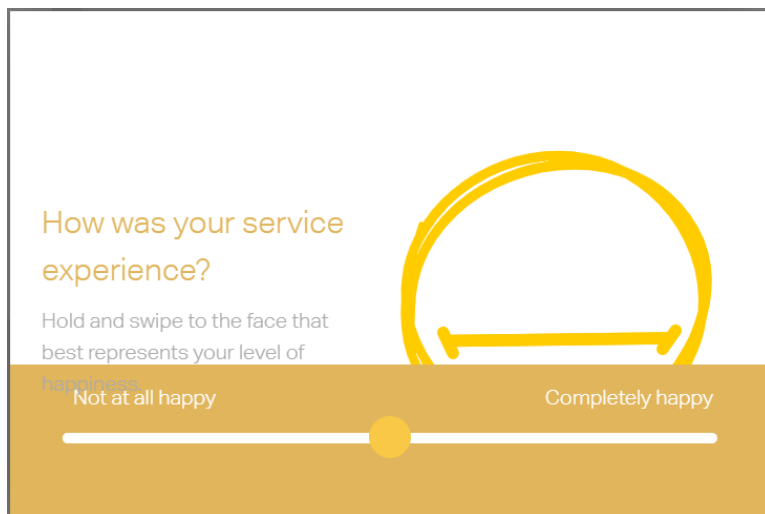 How was your service
experience?
Hold and swipe to the face that
best represents your level of
happiness.
Not at all happy
Completely happy